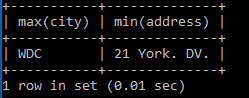 +-----------+--------------+
| max(city) | min(address) |
+-----------+--------------+
| WDC       | 21 York. DV. |
+-----------+--------------+
1 row in set (0.01 sec)